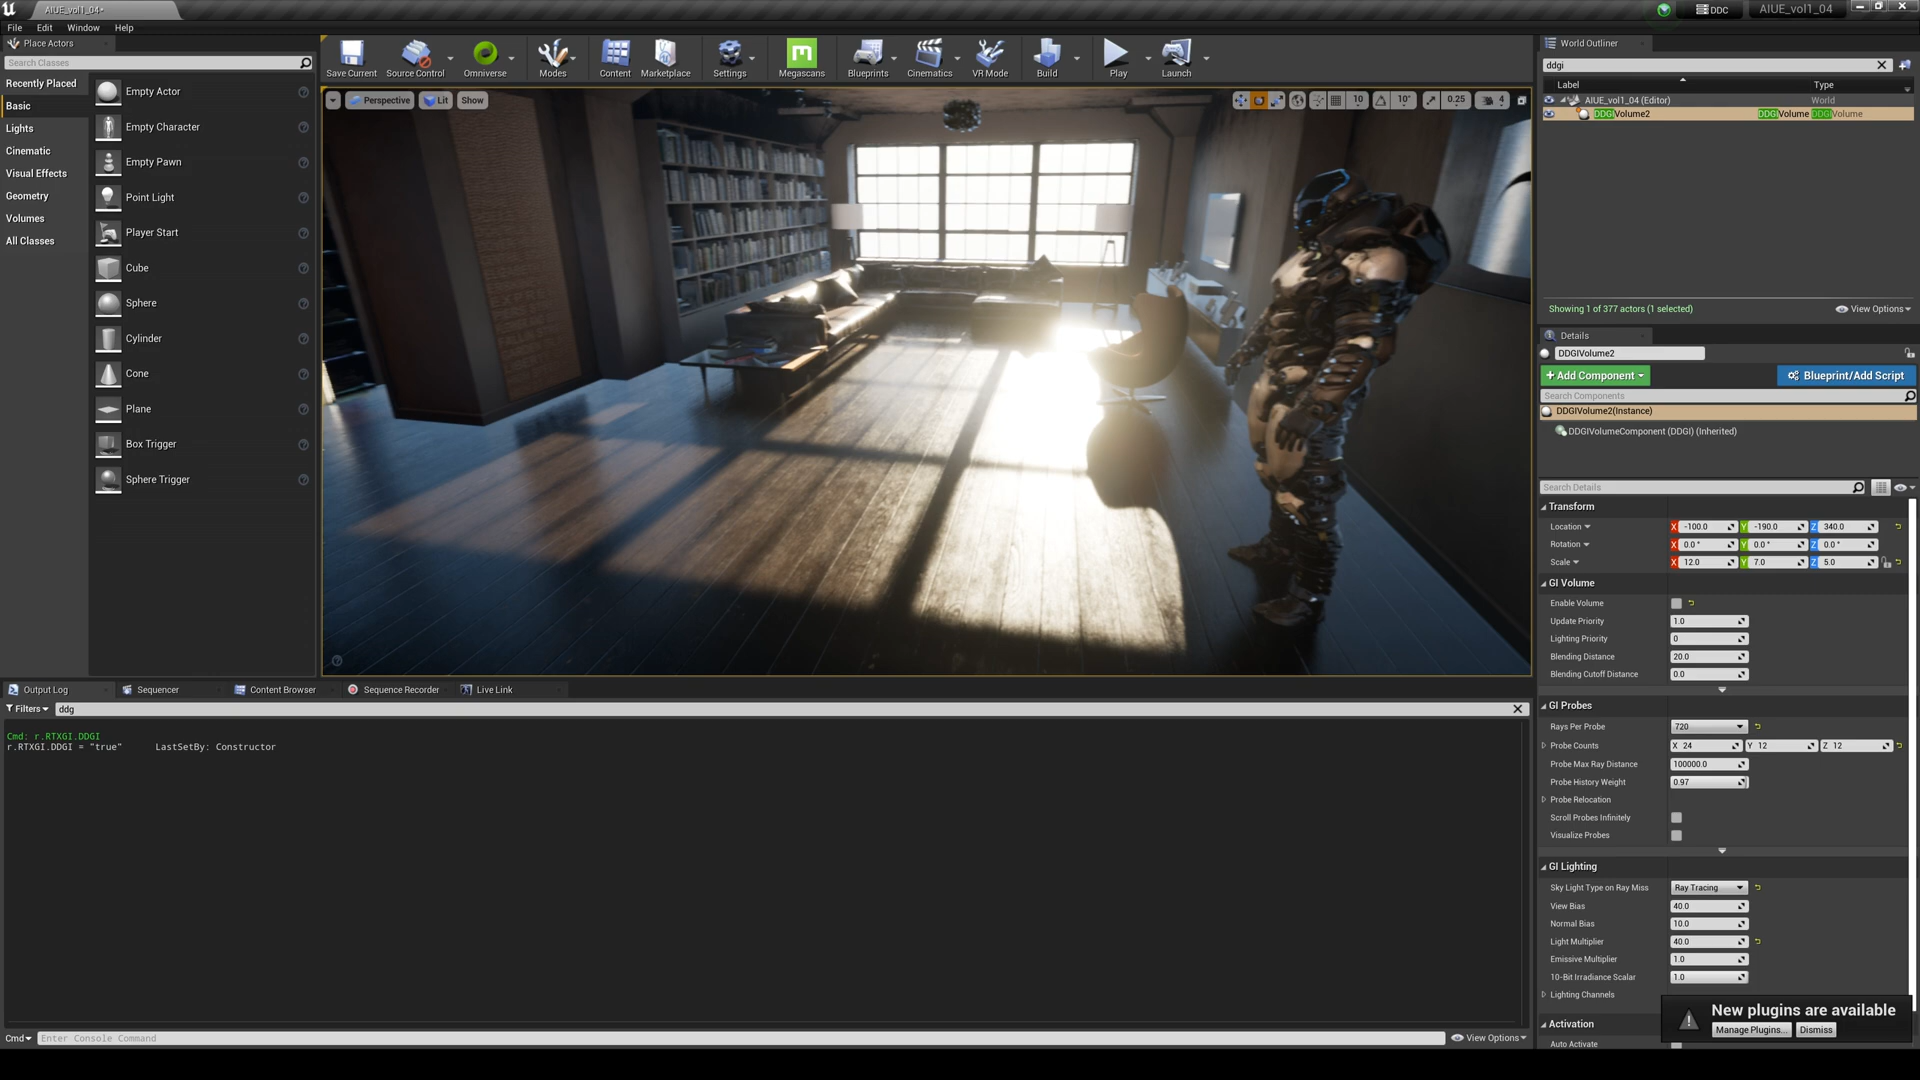 AIUE_vol1_04*
DDC
AIUE_vol1_04
File Edit Window Help
Place Actors
Search Classes
Recently Placed
Basic
Lights
Cinematic
Visual Effects
Geometry
Volumes
All Classes
Empty Actor
Empty Character
Empty Pawn
Point Light
Player Start
Cube
Sphere
Cylinder
Cone
Plane
Box Trigger
Sphere Trigger
Save Current Source Control Omniverse Modes Content Marketplace Settings Megascans Blueprints Cinematics VR Mode Build Play Launch
Perspective Lit Show
10 10° 0.25 4
World Outliner
ddgi
Label Type
AIUE_vol1_04 (Editor) World
DDGIVolume2 DDGIVolume DDGIVolume
Showing 1 of 377 actors (1 selected) View Options
Details
DDGIVolume2
+ Add Component Blueprint/Add Script
Search Components
DDGIVolume2(Instance)
DDGIVolumeComponent (DDGI) (Inherited)
Search Details
Transform
Location X -100.0 Y -190.0 Z 340.0
Rotation X 0.0° Y 0.0° Z 0.0°
Scale X 12.0 Y 7.0 Z 5.0
GI Volume
Enable Volume
Update Priority 1.0
Lighting Priority 0
Blending Distance 20.0
Blending Cutoff Distance 0.0
GI Probes
Rays Per Probe 720
Probe Counts X 24 Y 12 Z 12
Probe Max Ray Distance 100000.0
Probe History Weight 0.97
Probe Relocation
Scroll Probes Infinitely
Visualize Probes
GI Lighting
Sky Light Type on Ray Miss Ray Tracing
View Bias 40.0
Normal Bias 10.0
Light Multiplier 40.0
Emissive Multiplier 1.0
10-Bit Irradiance Scalar 1.0
Lighting Channels
Activation
Auto Activate
New plugins are available
Manage Plugins... Dismiss
Output Log Sequencer Content Browser Sequence Recorder Live Link
Filters ddg
Cmd: r.RTXGI.DDGI
r.RTXGI.DDGI = "true" LastSetBy: Constructor
Cmd Enter Console Command View Options